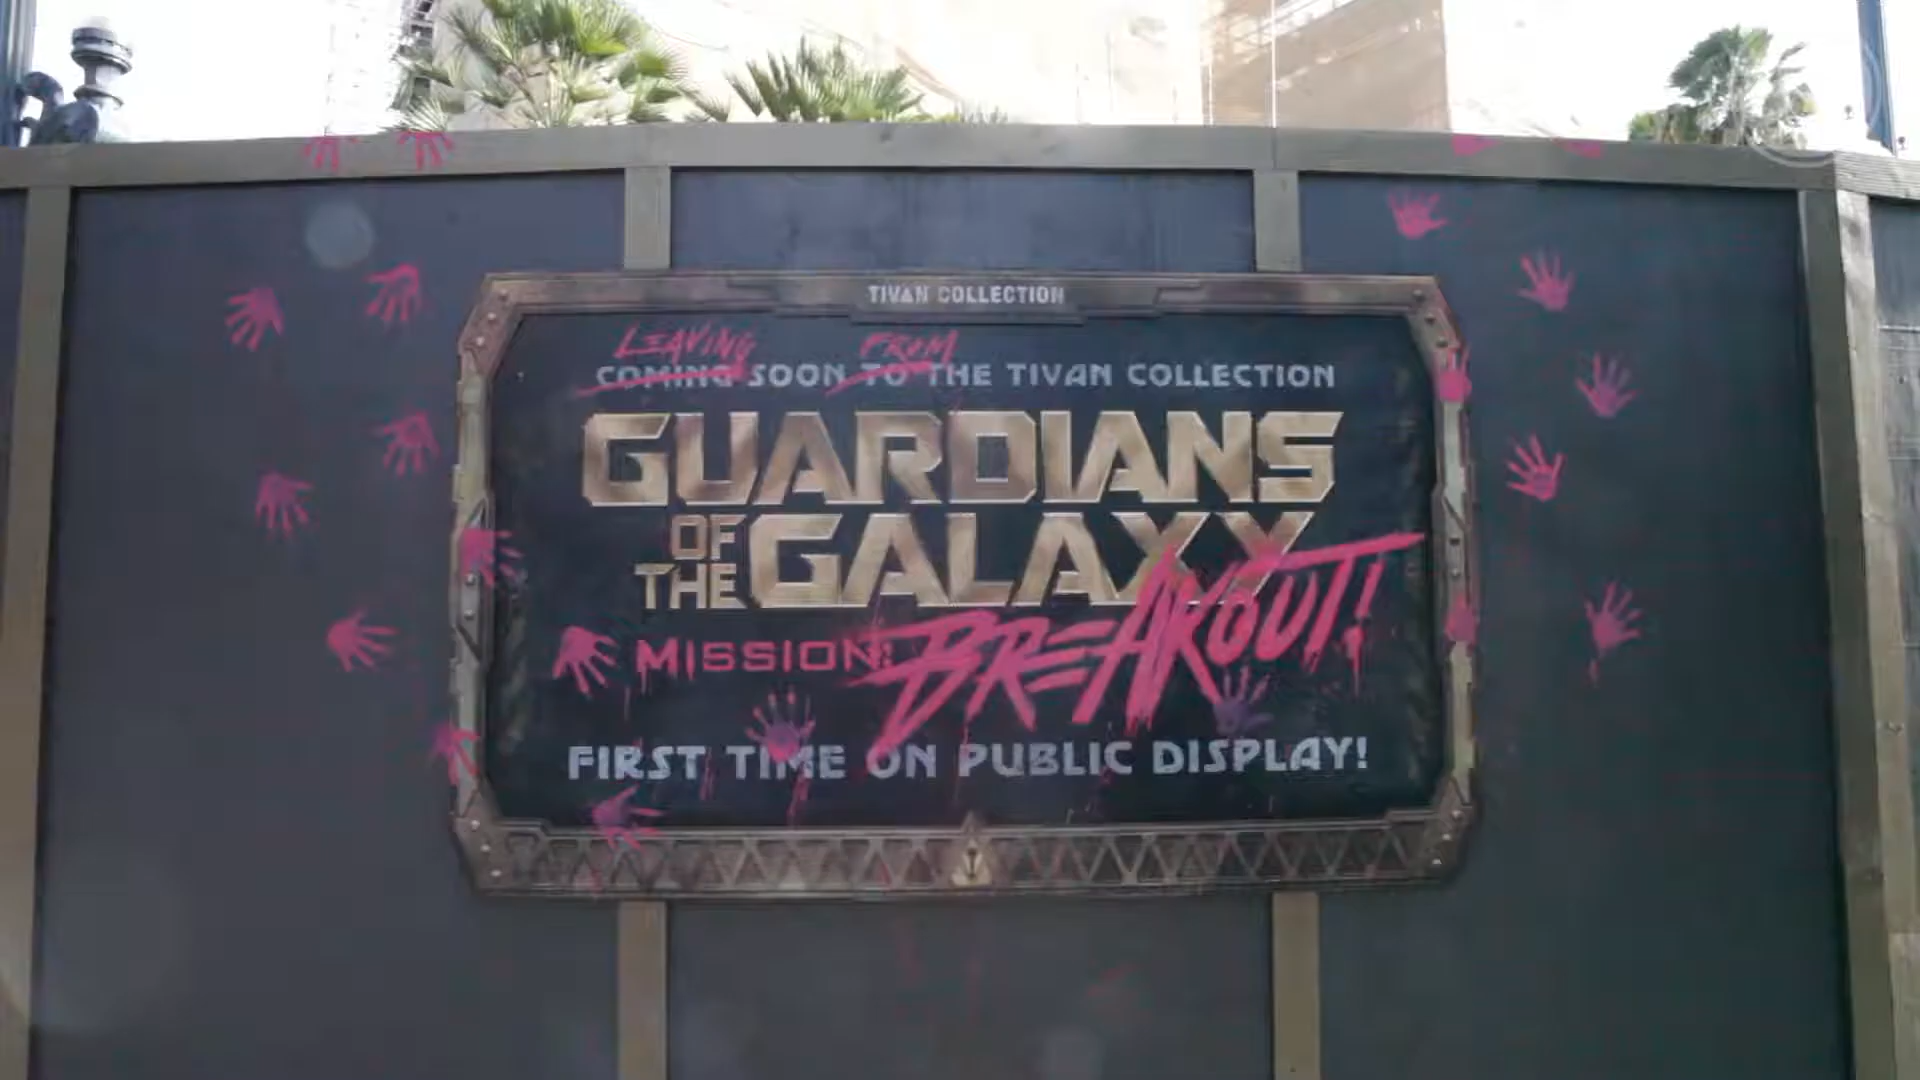 TIVAN COLLECTION
LEAVING FROM
COMING SOON TO THE TIVAN COLLECTION
GUARDIANS
OF THE GALAXY
MISSION: BREAKOUT!
FIRST TIME ON PUBLIC DISPLAY!